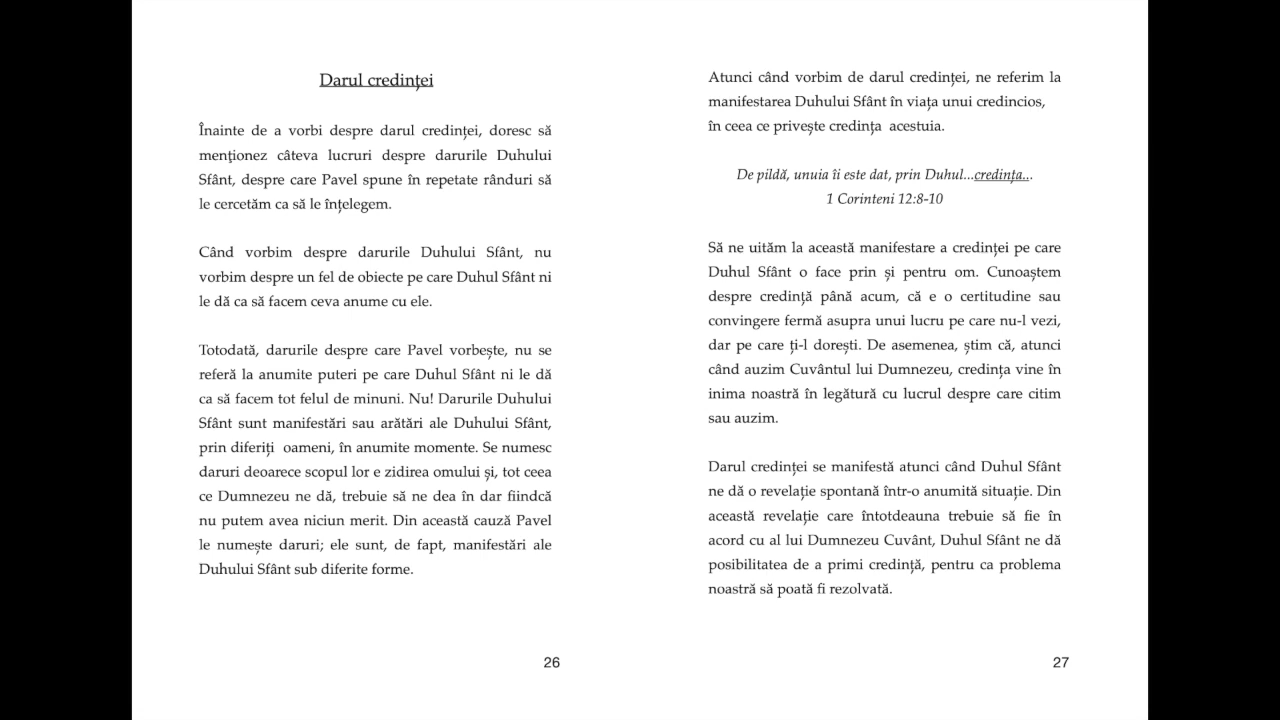 Darul credinței
Înainte de a vorbi despre darul credinței, doresc să
menționez câteva lucruri despre darurile Duhului
Sfânt, despre care Pavel spune în repetate rânduri să
le cercetăm ca să le înțelegem.
Când vorbim despre darurile Duhului Sfânt, nu
vorbim despre un fel de obiecte pe care Duhul Sfânt ni
le dă ca să facem ceva anume cu ele.
Totodată, darurile despre care Pavel vorbește, nu se
referă la anumite puteri pe care Duhul Sfânt ni le dă
ca să facem tot felul de minuni. Nu! Darurile Duhului
Sfânt sunt manifestări sau arătări ale Duhului Sfânt,
prin diferiți oameni, în anumite momente. Se numesc
daruri deoarece scopul lor e zidirea omului și, tot ceea
ce Dumnezeu ne dă, trebuie să ne dea în dar fiindcă
nu putem avea niciun merit. Din această cauză Pavel
le numește daruri; ele sunt, de fapt, manifestări ale
Duhului Sfânt sub diferite forme.
26
Atunci când vorbim de darul credinței, ne referim la
manifestarea Duhului Sfânt în viața unui credincios,
în ceea ce privește credința acestuia.
De pildă, unuia îi este dat, prin Duhul...credința...
1 Corinteni 12:8-10
Să ne uităm la această manifestare a credinței pe care
Duhul Sfânt o face prin și pentru om. Cunoaștem
despre credință până acum, că e o certitudine sau
convingere fermă asupra unui lucru pe care nu-l vezi,
dar pe care ți-l dorești. De asemenea, știm că, atunci
când auzim Cuvântul lui Dumnezeu, credința vine în
inima noastră în legătură cu lucrul despre care citim
sau auzim.
Darul credinței se manifestă atunci când Duhul Sfânt
ne dă o revelație spontană într-o anumită situație. Din
această revelație care întotdeauna trebuie să fie în
acord cu al lui Dumnezeu Cuvânt, Duhul Sfânt ne dă
posibilitatea de a primi credință, pentru ca problema
noastră să poată fi rezolvată.
27